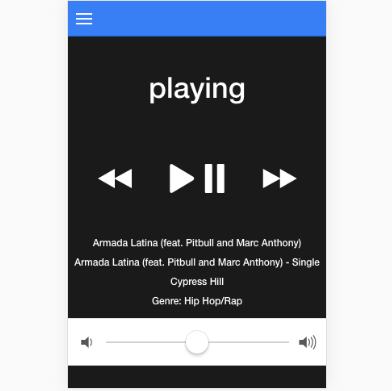 playing
Armada Latina (feat. Pitbull and Marc Anthony)
Armada Latina (feat. Pitbull and Marc Anthony) - Single
Cypress Hill
Genre: Hip Hop/Rap